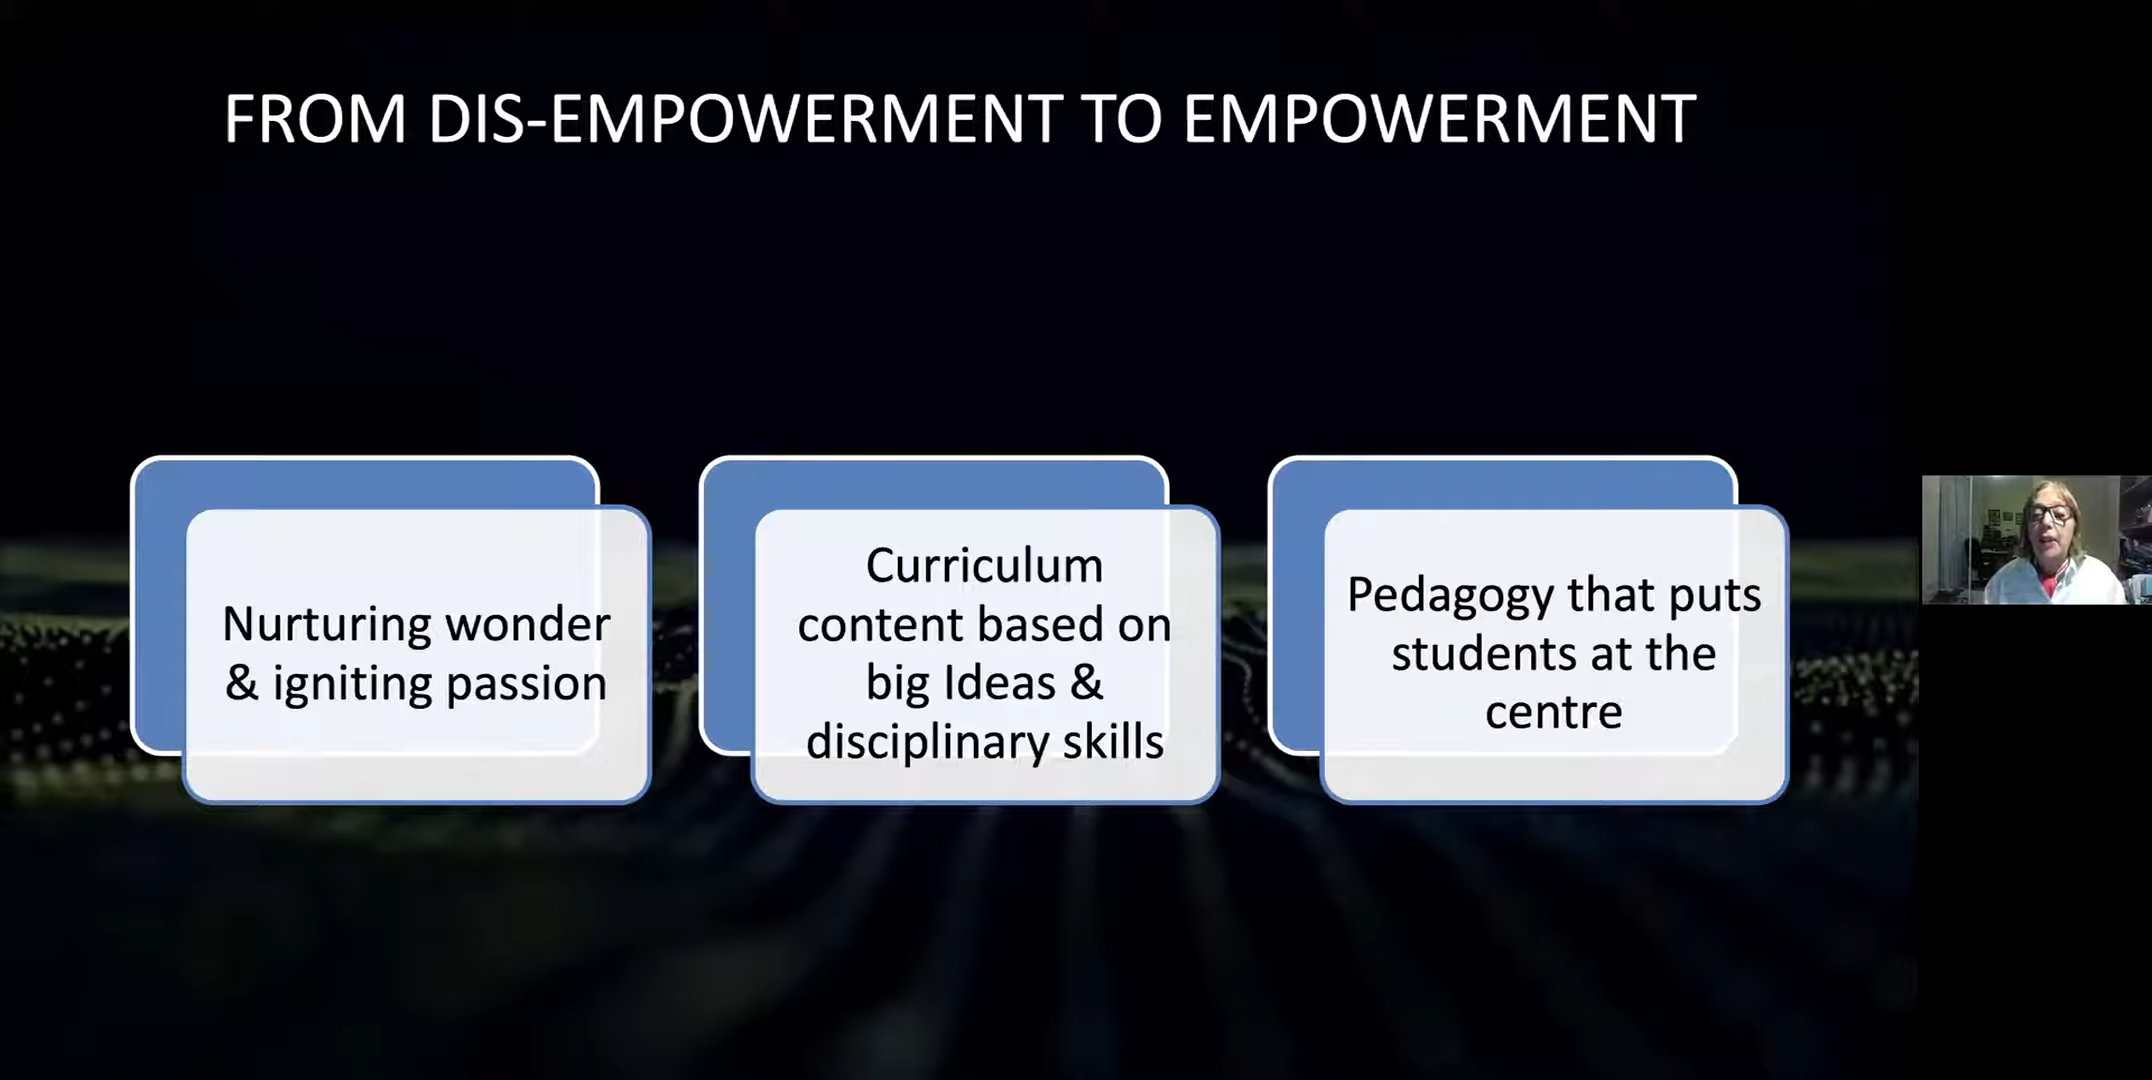 FROM DIS-EMPOWERMENT TO EMPOWERMENT
Nurturing wonder
& igniting passion
Curriculum
content based on
big Ideas &
disciplinary skills
Pedagogy that puts
students at the
centre